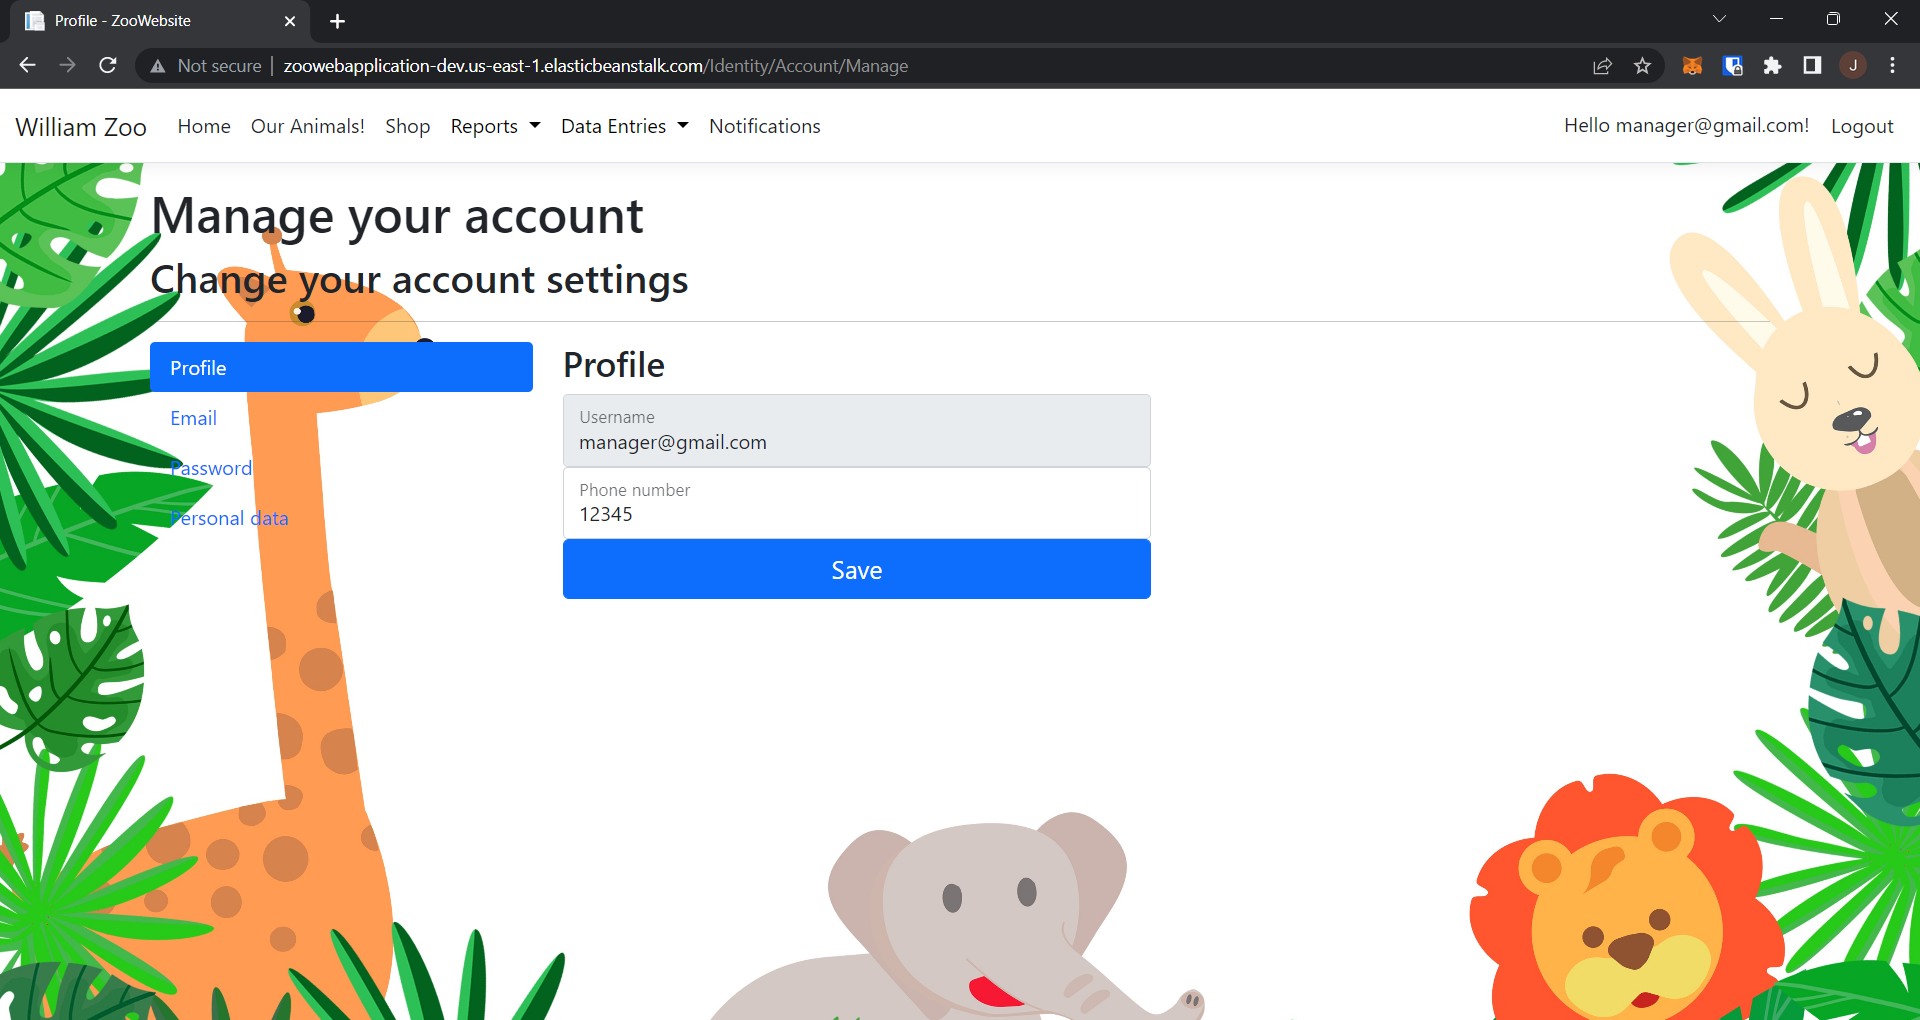 Profile - ZooWebsite
Not secure | zoowebapplication-dev.us-east-1.elasticbeanstalk.com/Identity/Account/Manage
J
William Zoo Home Our Animals! Shop Reports Data Entries Notifications Hello manager@gmail.com! Logout
Manage your account
Change your account settings
Profile
Email
Password
Personal data
Profile
Username
manager@gmail.com
Phone number
12345
Save